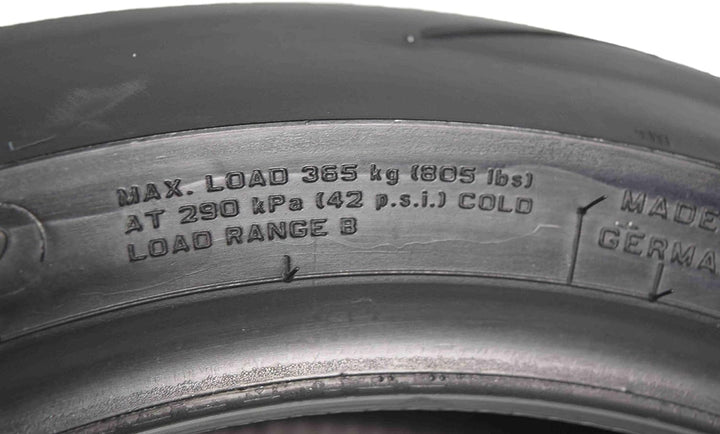 MAX. LOAD 365 kg (805 lbs)
AT 290 kPa (42 p.s.i.) COLD
LOAD RANGE B
MADE
GERMA